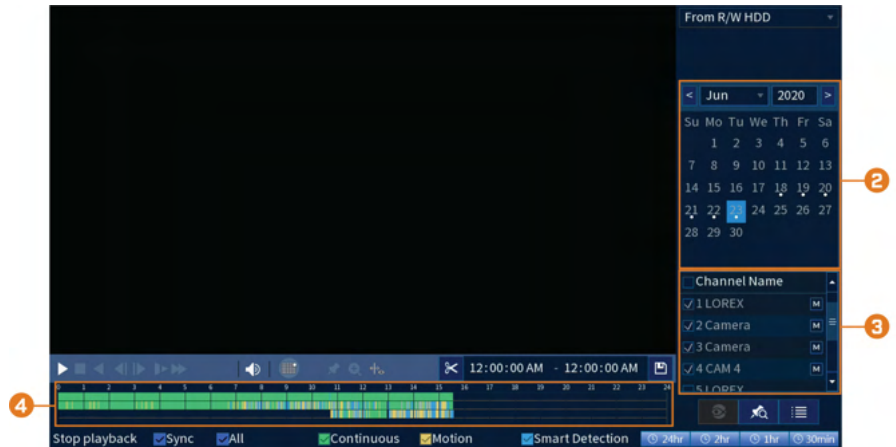 From R/W HDD
< Jun 2020 >
Su Mo Tu We Th Fr Sa
1 2 3 4 5 6
7 8 9 10 11 12 13
14 15 16 17 18 19 20
21 22 23 24 25 26 27
28 29 30
2
Channel Name
1 LOREX M
2 Camera M
3 Camera M
4 CAM 4 M
5 LOREX
3
12:00:00 AM - 12:00:00 AM
0 1 2 3 4 5 6 7 8 9 10 11 12 13 14 15 16 17 18 19 20 21 22 23 24
4
Stop playback Sync All Continuous Motion Smart Detection 24hr 2hr 1hr 30min